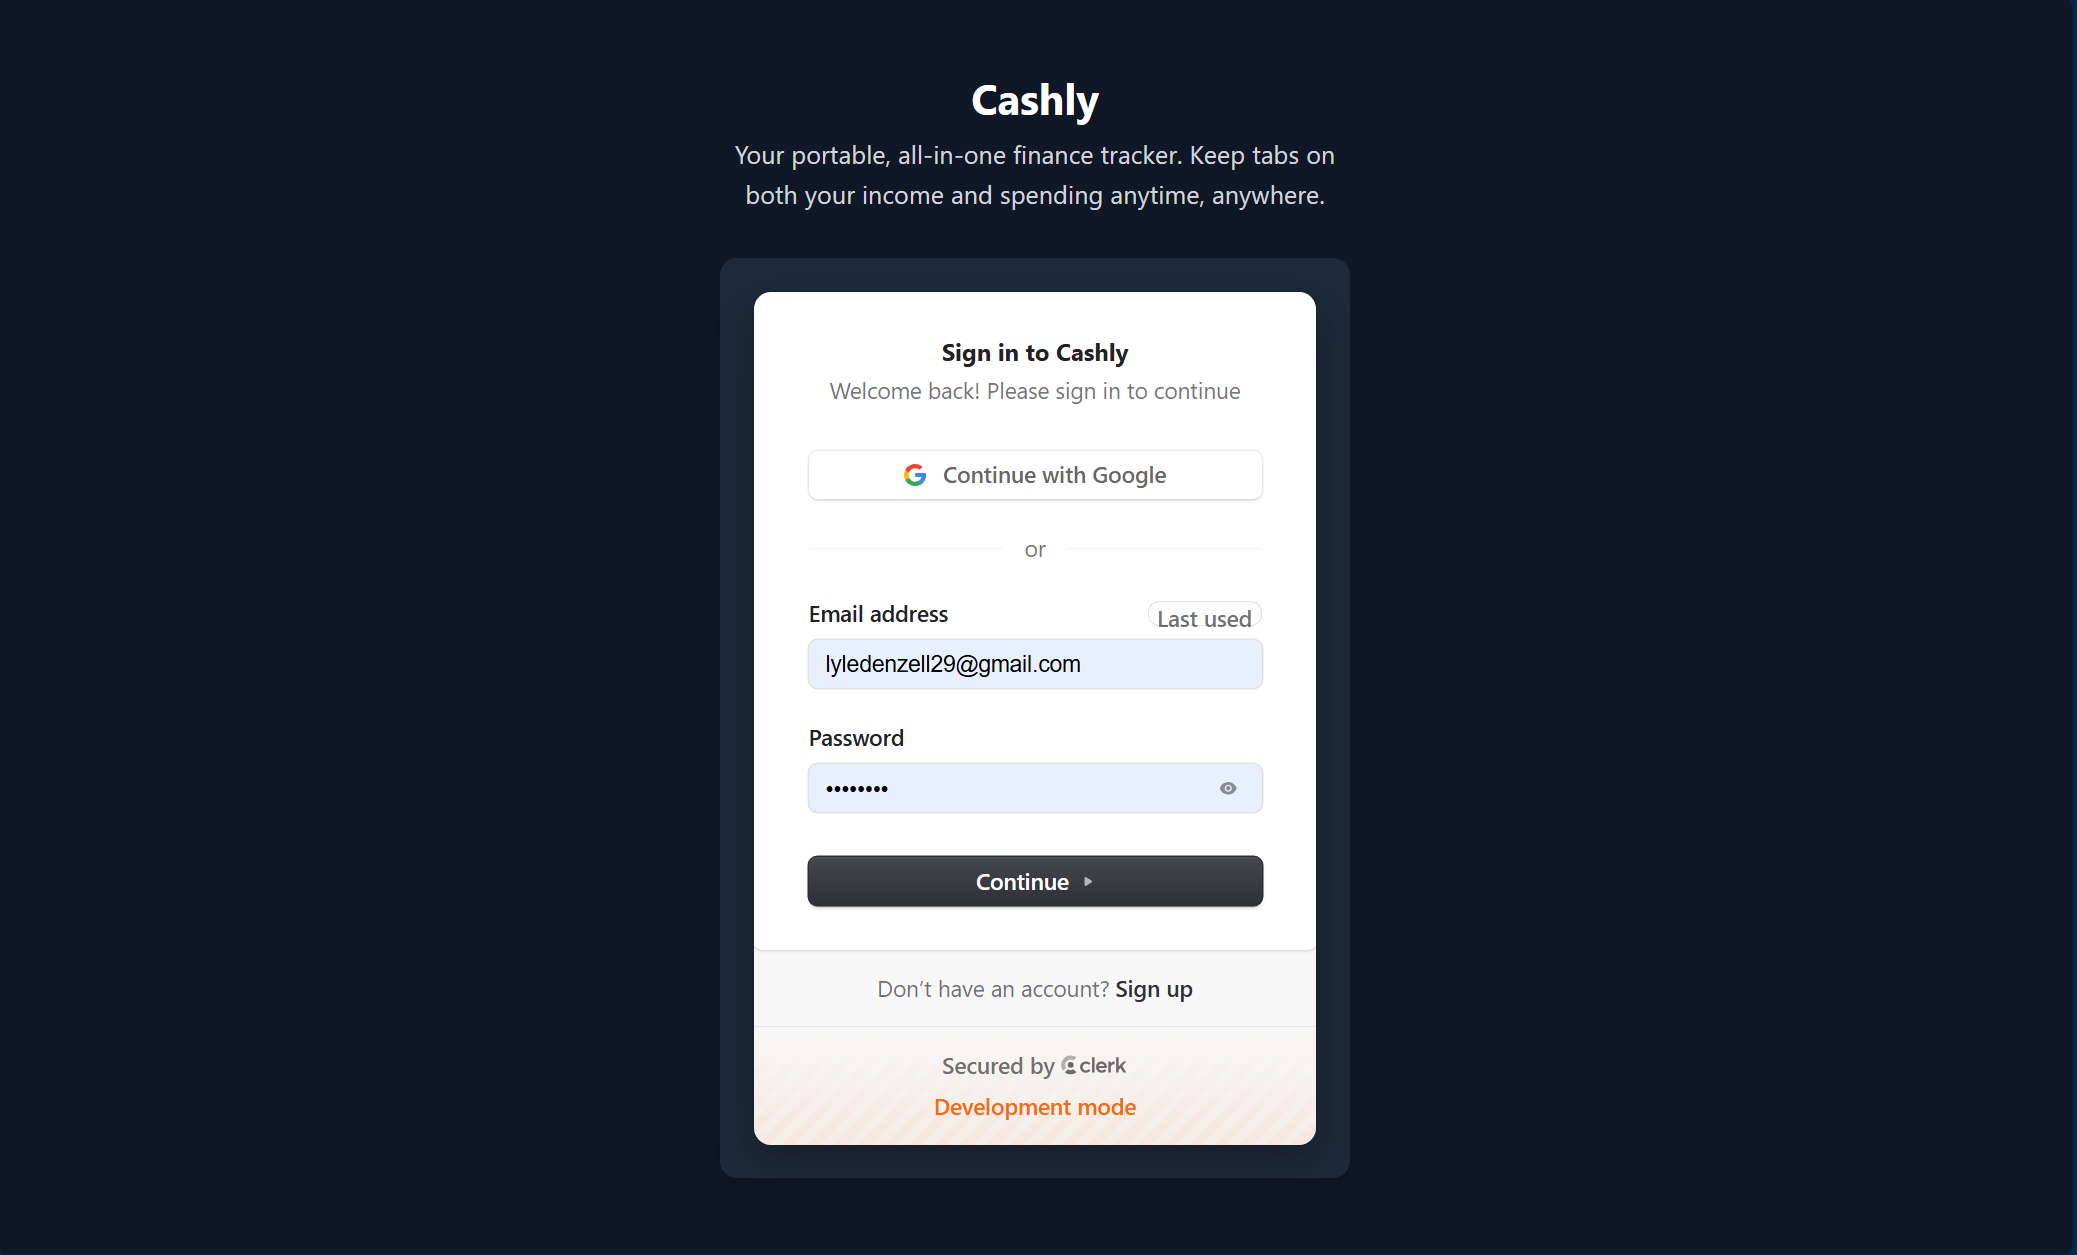 Cashly
Your portable, all-in-one finance tracker. Keep tabs on
both your income and spending anytime, anywhere.
Sign in to Cashly
Welcome back! Please sign in to continue
Continue with Google
or
Email address
Last used
lyledenzell29@gmail.com
Password
••••••••
Continue
Don’t have an account? Sign up
Secured by clerk
Development mode